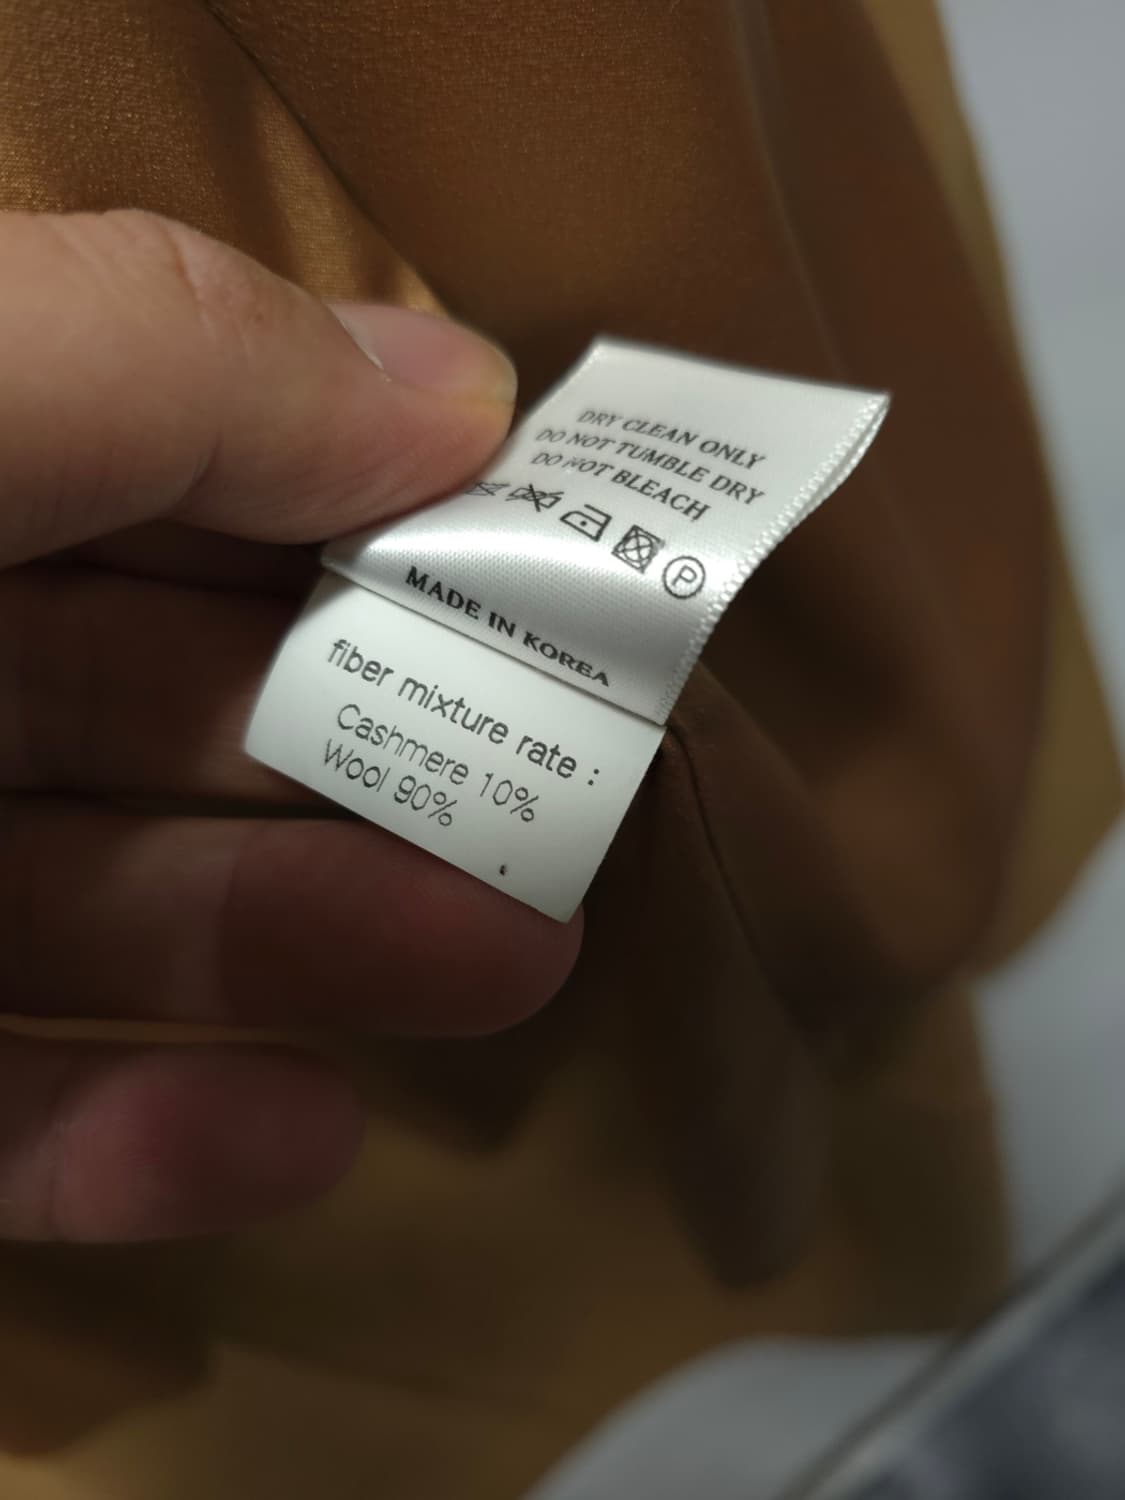 DRY CLEAN ONLY
DO NOT TUMBLE DRY
DO NOT BLEACH
P
MADE IN KOREA
fiber mixture rate :
Cashmere 10%
Wool 90%